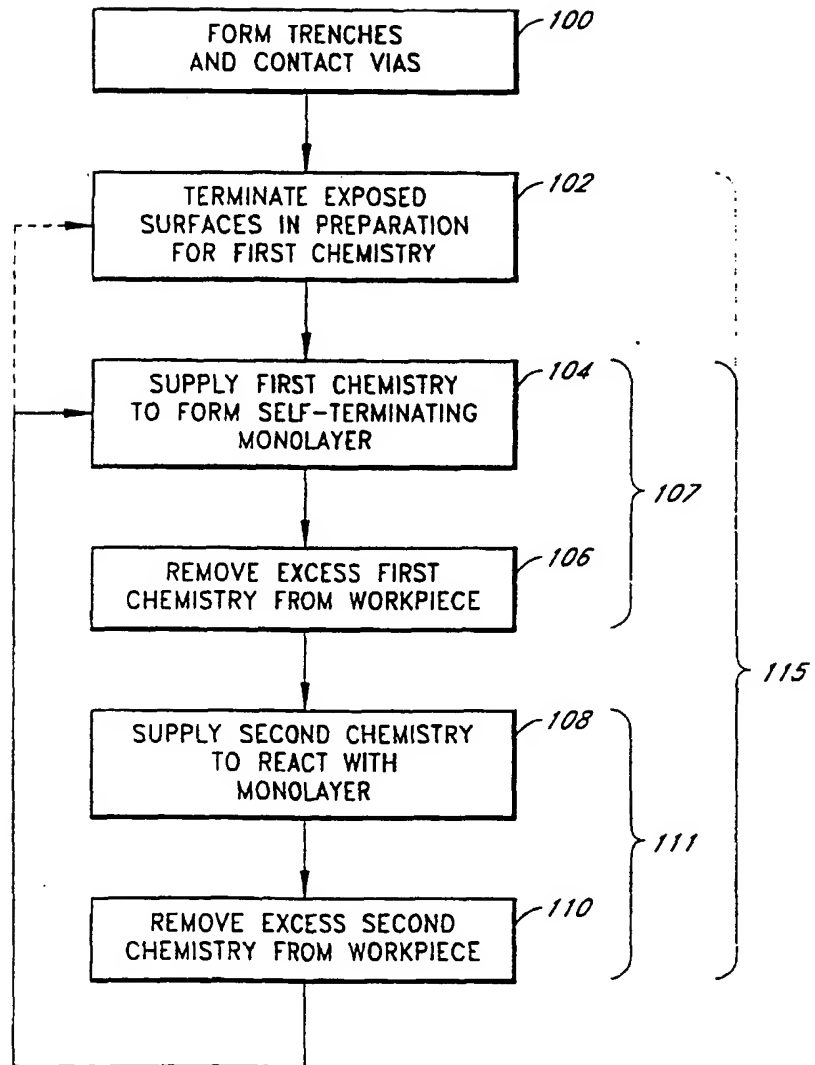 100
FORM TRENCHES
AND CONTACT VIAS
102
TERMINATE EXPOSED
SURFACES IN PREPARATION
FOR FIRST CHEMISTRY
104
SUPPLY FIRST CHEMISTRY
TO FORM SELF-TERMINATING
MONOLAYER
107
106
REMOVE EXCESS FIRST
CHEMISTRY FROM WORKPIECE
115
108
SUPPLY SECOND CHEMISTRY
TO REACT WITH
MONOLAYER
111
110
REMOVE EXCESS SECOND
CHEMISTRY FROM WORKPIECE